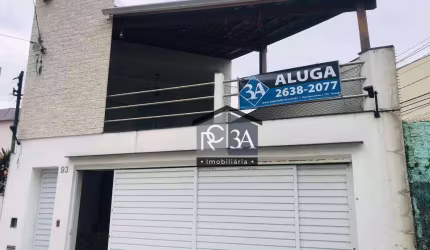 3A ALUGA
2638-2077
RC3A
Imobiliária
93